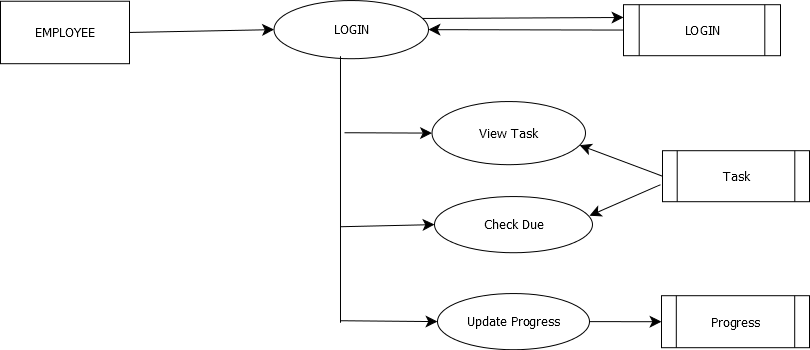 EMPLOYEE
LOGIN
LOGIN
View Task
Task
Check Due
Update Progress
Progress